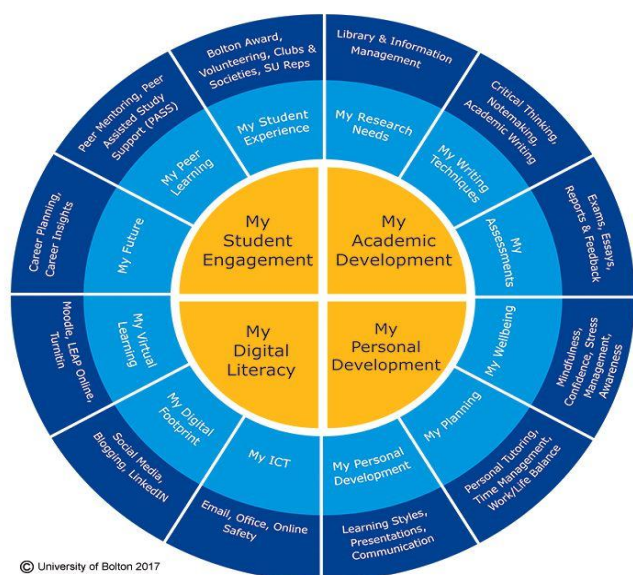 My
Student
Engagement
My
Academic
Development
My
Digital
Literacy
My
Personal
Development
Library & Information
Management
My Research
Needs
Critical Thinking,
Notemaking,
Academic Writing
My Writing
Techniques
Exams, Essays,
Reports & Feedback
My
Assessments
Mindfulness,
Confidence, Stress
Management,
Awareness
My Wellbeing
Personal Tutoring,
Time Management,
Work/Life Balance
My Planning
My Personal
Development
Learning Styles,
Presentations,
Communication
My ICT
Email, Office, Online
Safety
My Digital
Footprint
Social Media,
Blogging, LinkedIN
My Virtual
Learning
Moodle, LEAP Online,
Turnitin
My Future
Career Planning,
Career Insights
My Peer
Learning
Peer Mentoring, Peer
Assisted Study
Support (PASS)
Bolton Award,
Volunteering, Clubs &
Societies, SU Reps
My Student
Experience
© University of Bolton 2017